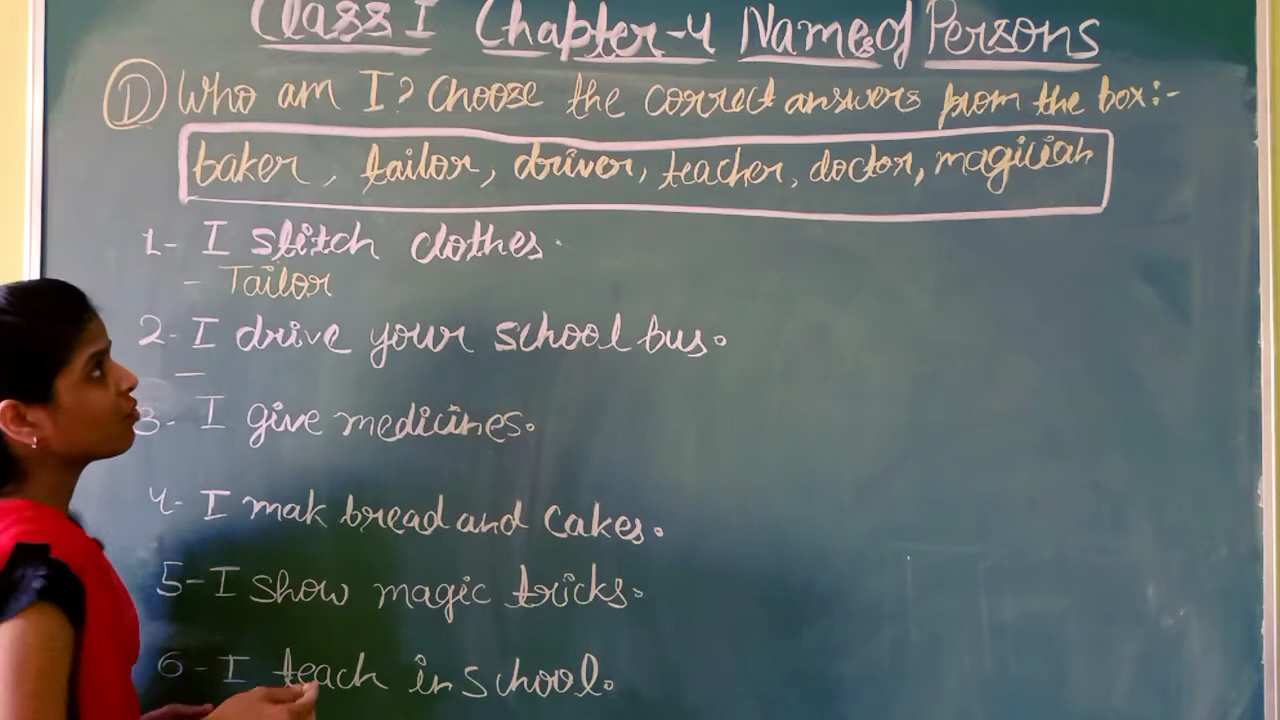 Class I Chapter-4 Names of Persons
D Who am I? Choose the correct answers from the box:-
baker, tailor, driver, teacher, doctor, magician
1- I stitch clothes.
- Tailor
2- I drive your school bus.
-
3- I give medicines.
4- I mak bread and cakes.
5- I show magic tricks.
6- I teach in school.